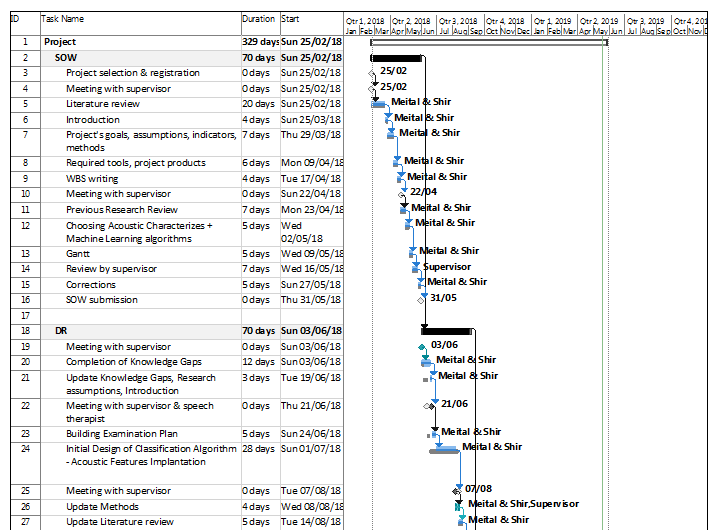 ID Task Name Duration Start Qtr 1, 2018 Qtr 2, 2018 Qtr 3, 2018 Qtr 4, 2018 Qtr 1, 2019 Qtr 2, 2019 Qtr 3, 2019 Qtr 4, 201
Jan Feb Mar Apr May Jun Jul Aug Sep Oct Nov Dec Jan Feb Mar Apr May Jun Jul Aug Sep Oct Nov D
1 Project 329 days Sun 25/02/18
2 SOW 70 days Sun 25/02/18
3 Project selection & registration 0 days Sun 25/02/18 25/02
4 Meeting with supervisor 0 days Sun 25/02/18 25/02
5 Literature review 20 days Sun 25/02/18 Meital & Shir
6 Introduction 4 days Sun 25/03/18 Meital & Shir
7 Project's goals, assumptions, indicators, 7 days Thu 29/03/18 Meital & Shir
methods
8 Required tools, project products 6 days Mon 09/04/18 Meital & Shir
9 WBS writing 4 days Tue 17/04/18 Meital & Shir
10 Meeting with supervisor 0 days Sun 22/04/18 22/04
11 Previous Research Review 7 days Mon 23/04/18 Meital & Shir
12 Choosing Acoustic Characterizes + 5 days Wed Meital & Shir
Machine Learning algorithms 02/05/18
13 Gantt 5 days Wed 09/05/18 Meital & Shir
14 Review by supervisor 7 days Wed 16/05/18 Supervisor
15 Corrections 5 days Sun 27/05/18 Meital & Shir
16 SOW submission 0 days Thu 31/05/18 31/05
17
18 DR 70 days Sun 03/06/18
19 Meeting with supervisor 0 days Sun 03/06/18 03/06
20 Completion of Knowledge Gaps 12 days Sun 03/06/18 Meital & Shir
21 Update Knowledge Gaps, Research 3 days Tue 19/06/18 Meital & Shir
assumptions, Introduction
22 Meeting with supervisor & speech 0 days Thu 21/06/18 21/06
therapist
23 Building Examination Plan 5 days Sun 24/06/18 Meital & Shir
24 Initial Design of Classification Algorithm 28 days Sun 01/07/18 Meital & Shir
- Acoustic Features Implantation
25 Meeting with supervisor 0 days Tue 07/08/18 07/08
26 Update Methods 4 days Wed 08/08/18 Meital & Shir,Supervisor
27 Update Literature review 5 days Tue 14/08/18 Meital & Shir